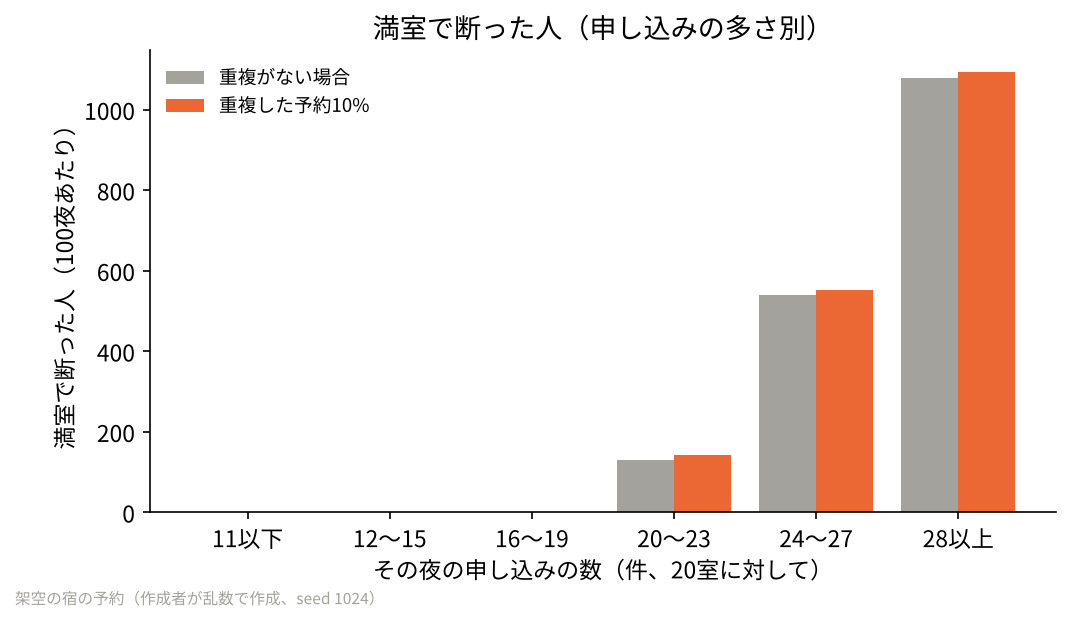 満室で断った人（申し込みの多さ別）
重複がない場合
重複した予約10%
満室で断った人（100夜あたり）
1000
800
600
400
200
0
11以下
12〜15
16〜19
20〜23
24〜27
28以上
その夜の申し込みの数（件、20室に対して）
架空の宿の予約（作成者が乱数で作成、seed 1024）